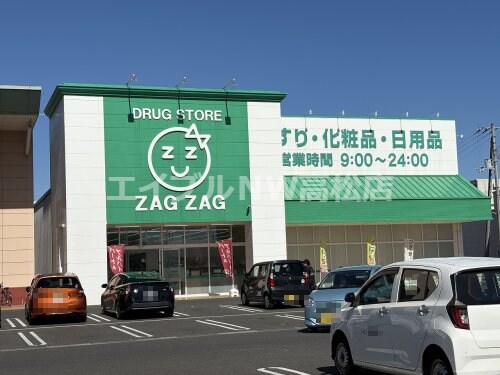 DRUG STORE
ZZ
ZAG ZAG
すり・化粧品・日用品
営業時間 9:00〜24:00
エイブルNW高松店